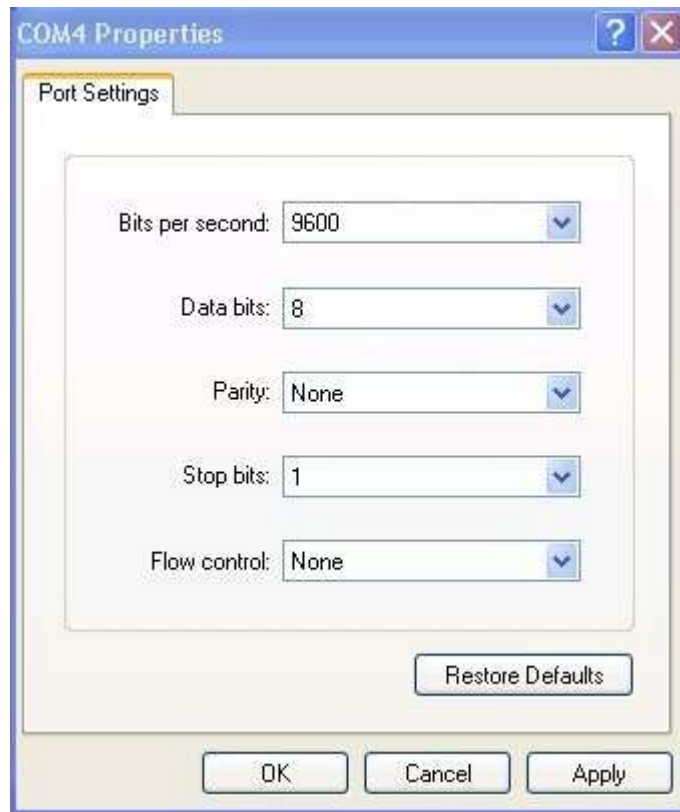 COM4 Properties
Port Settings
Bits per second: 9600
Data bits: 8
Parity: None
Stop bits: 1
Flow control: None
Restore Defaults
OK Cancel Apply